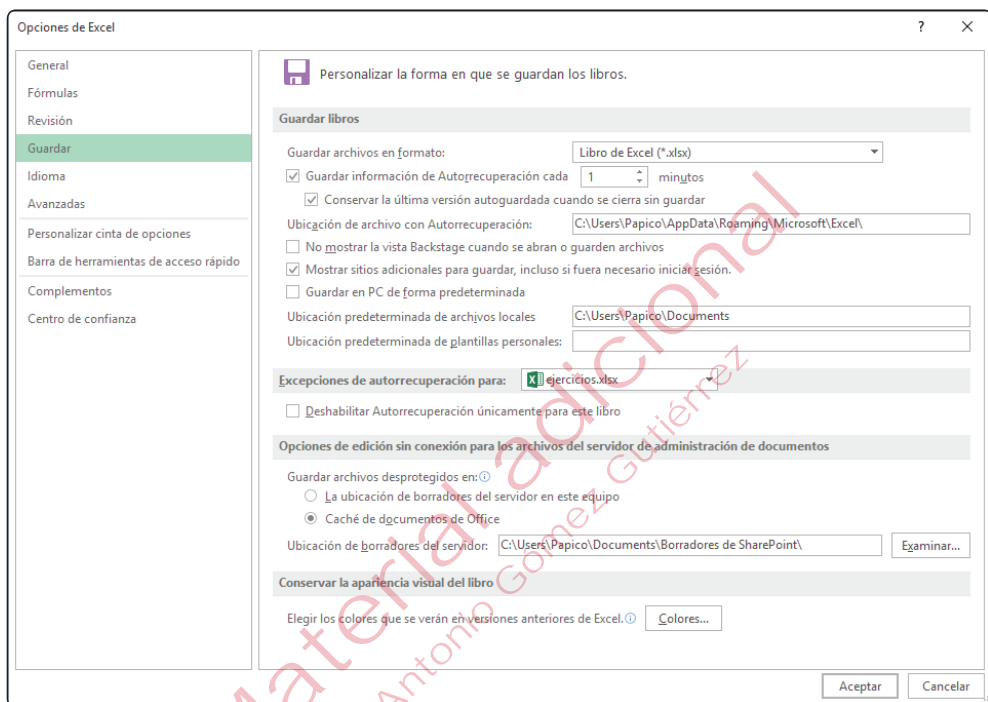 Opciones de Excel ? ×
General
Fórmulas
Revisión
Guardar
Idioma
Avanzadas
Personalizar cinta de opciones
Barra de herramientas de acceso rápido
Complementos
Centro de confianza
Personalizar la forma en que se guardan los libros.
Guardar libros
Guardar archivos en formato: Libro de Excel (*.xlsx)
Guardar información de Autorrecuperación cada 1 minutos
Conservar la última versión autoguardada cuando se cierra sin guardar
Ubicación de archivo con Autorrecuperación: C:\Users\Papico\AppData\Roaming\Microsoft\Excel\
No mostrar la vista Backstage cuando se abran o guarden archivos
Mostrar sitios adicionales para guardar, incluso si fuera necesario iniciar sesión.
Guardar en PC de forma predeterminada
Ubicación predeterminada de archivos locales C:\Users\Papico\Documents
Ubicación predeterminada de plantillas personales:
Excepciones de autorrecuperación para: ejercicios.xlsx
Deshabilitar Autorrecuperación únicamente para este libro
Opciones de edición sin conexión para los archivos del servidor de administración de documentos
Guardar archivos desprotegidos en:
La ubicación de borradores del servidor en este equipo
Caché de documentos de Office
Ubicación de borradores del servidor: C:\Users\Papico\Documents\Borradores de SharePoint\ Examinar...
Conservar la apariencia visual del libro
Elegir los colores que se verán en versiones anteriores de Excel. Colores...
Aceptar Cancelar
Material adicional
Antonio Gómez Gutiérrez